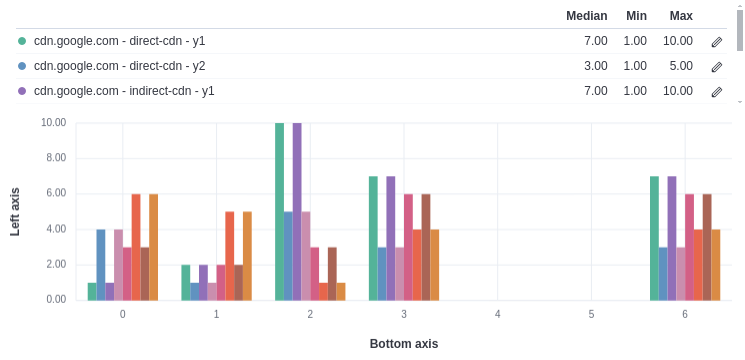 Median Min Max
cdn.google.com - direct-cdn - y1 7.00 1.00 10.00
cdn.google.com - direct-cdn - y2 3.00 1.00 5.00
cdn.google.com - indirect-cdn - y1 7.00 1.00 10.00
10.00
8.00
6.00
4.00
2.00
0.00
Left axis
0 1 2 3 4 5 6
Bottom axis